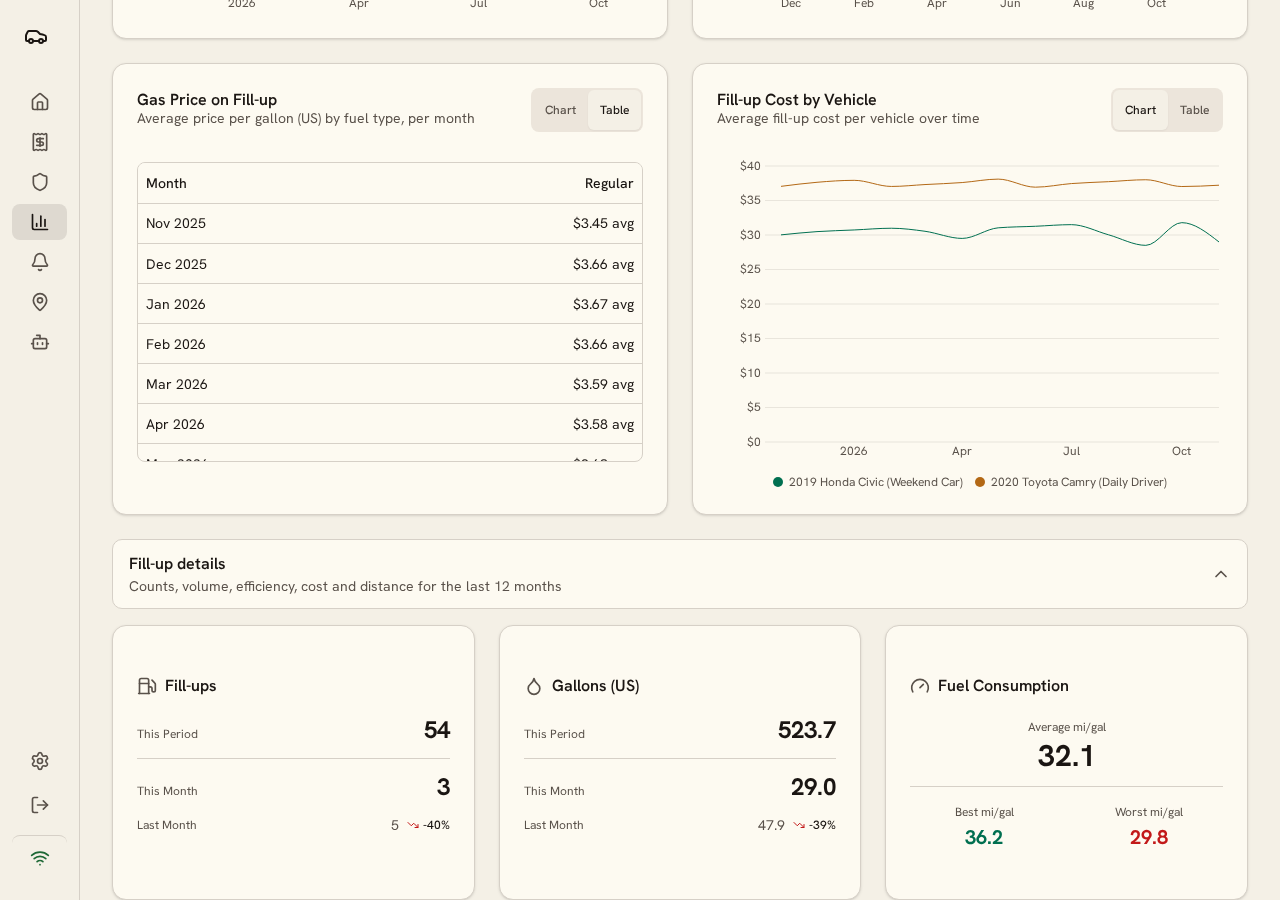 2026 Apr Jul Oct
Dec Feb Apr Jun Aug Oct
Gas Price on Fill-up
Average price per gallon (US) by fuel type, per month
Chart Table
Month Regular
Nov 2025 $3.45 avg
Dec 2025 $3.66 avg
Jan 2026 $3.67 avg
Feb 2026 $3.66 avg
Mar 2026 $3.59 avg
Apr 2026 $3.58 avg
Fill-up Cost by Vehicle
Average fill-up cost per vehicle over time
Chart Table
$40
$35
$30
$25
$20
$15
$10
$5
$0
2026 Apr Jul Oct
2019 Honda Civic (Weekend Car) 2020 Toyota Camry (Daily Driver)
Fill-up details
Counts, volume, efficiency, cost and distance for the last 12 months
Fill-ups
This Period 54
This Month 3
Last Month 5 -40%
Gallons (US)
This Period 523.7
This Month 29.0
Last Month 47.9 -39%
Fuel Consumption
Average mi/gal
32.1
Best mi/gal Worst mi/gal
36.2 29.8